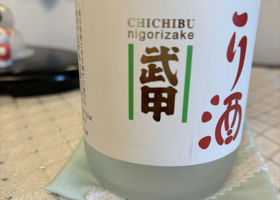 CHICHIBU
nigorizake
武甲
り酒